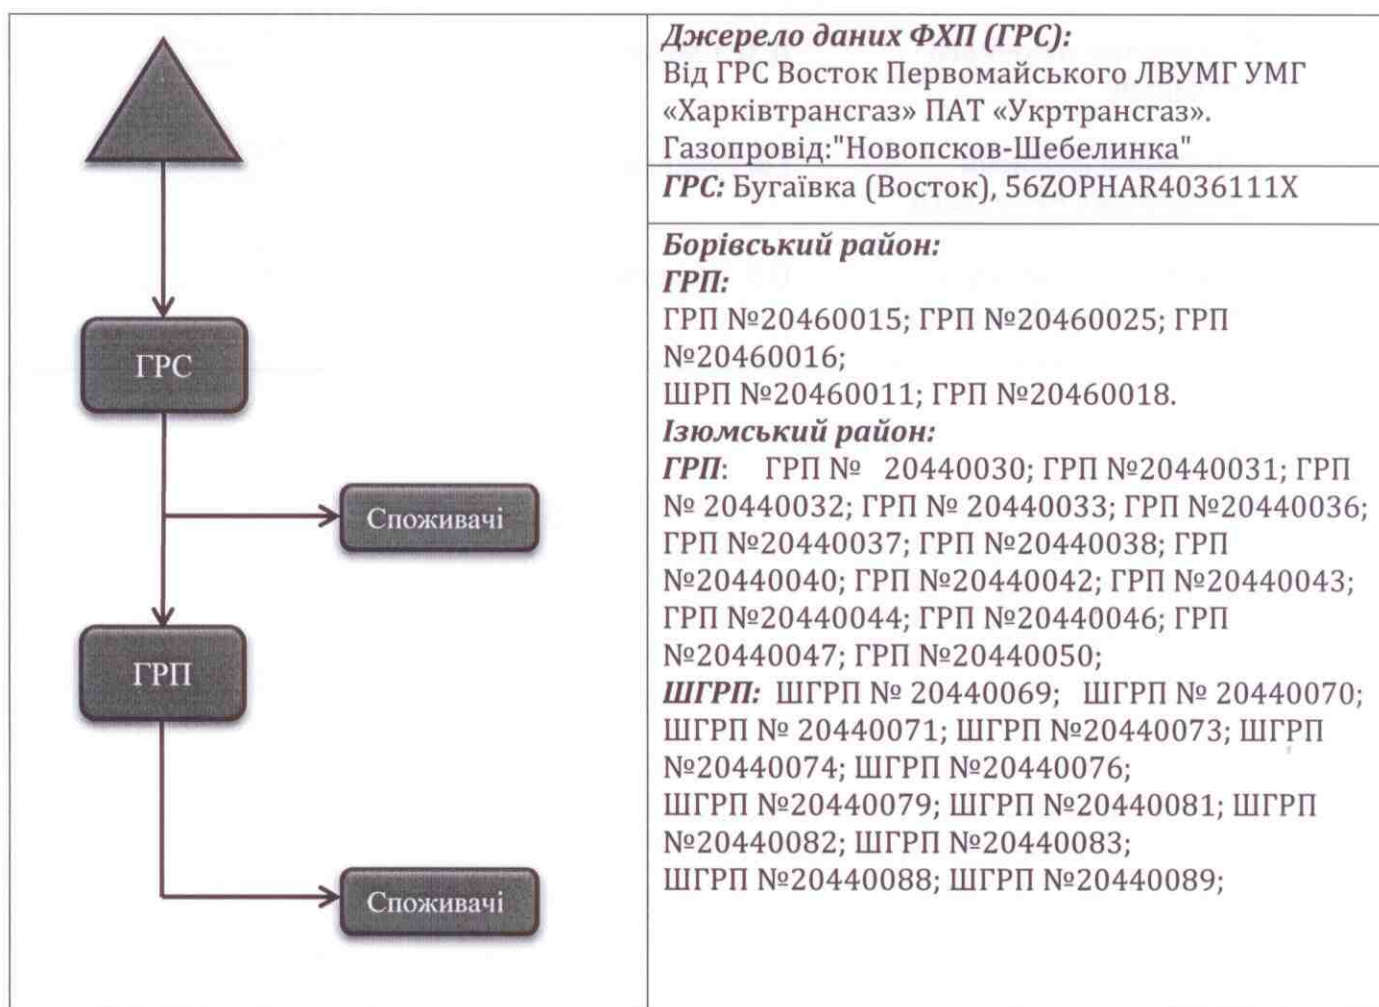 Джерело даних ФХП (ГРС):
Від ГРС Восток Первомайського ЛВУМГ УМГ
«Харківтрансгаз» ПАТ «Укртрансгаз».
Газопровід:"Новопсков-Шебелинка"
ГРС: Бугаївка (Восток), 56ZOPHAR4036111X
Борівський район:
ГРП:
ГРП №20460015; ГРП №20460025; ГРП
№20460016;
ШРП №20460011; ГРП №20460018.
Ізюмський район:
ГРП: ГРП № 20440030; ГРП №20440031; ГРП
№ 20440032; ГРП № 20440033; ГРП №20440036;
ГРП №20440037; ГРП №20440038; ГРП
№20440040; ГРП №20440042; ГРП №20440043;
ГРП №20440044; ГРП №20440046; ГРП
№20440047; ГРП №20440050;
ШГРП: ШГРП № 20440069; ШГРП № 20440070;
ШГРП № 20440071; ШГРП №20440073; ШГРП
№20440074; ШГРП №20440076;
ШГРП №20440079; ШГРП №20440081; ШГРП
№20440082; ШГРП №20440083;
ШГРП №20440088; ШГРП №20440089;
ГРС
Споживачі
ГРП
Споживачі